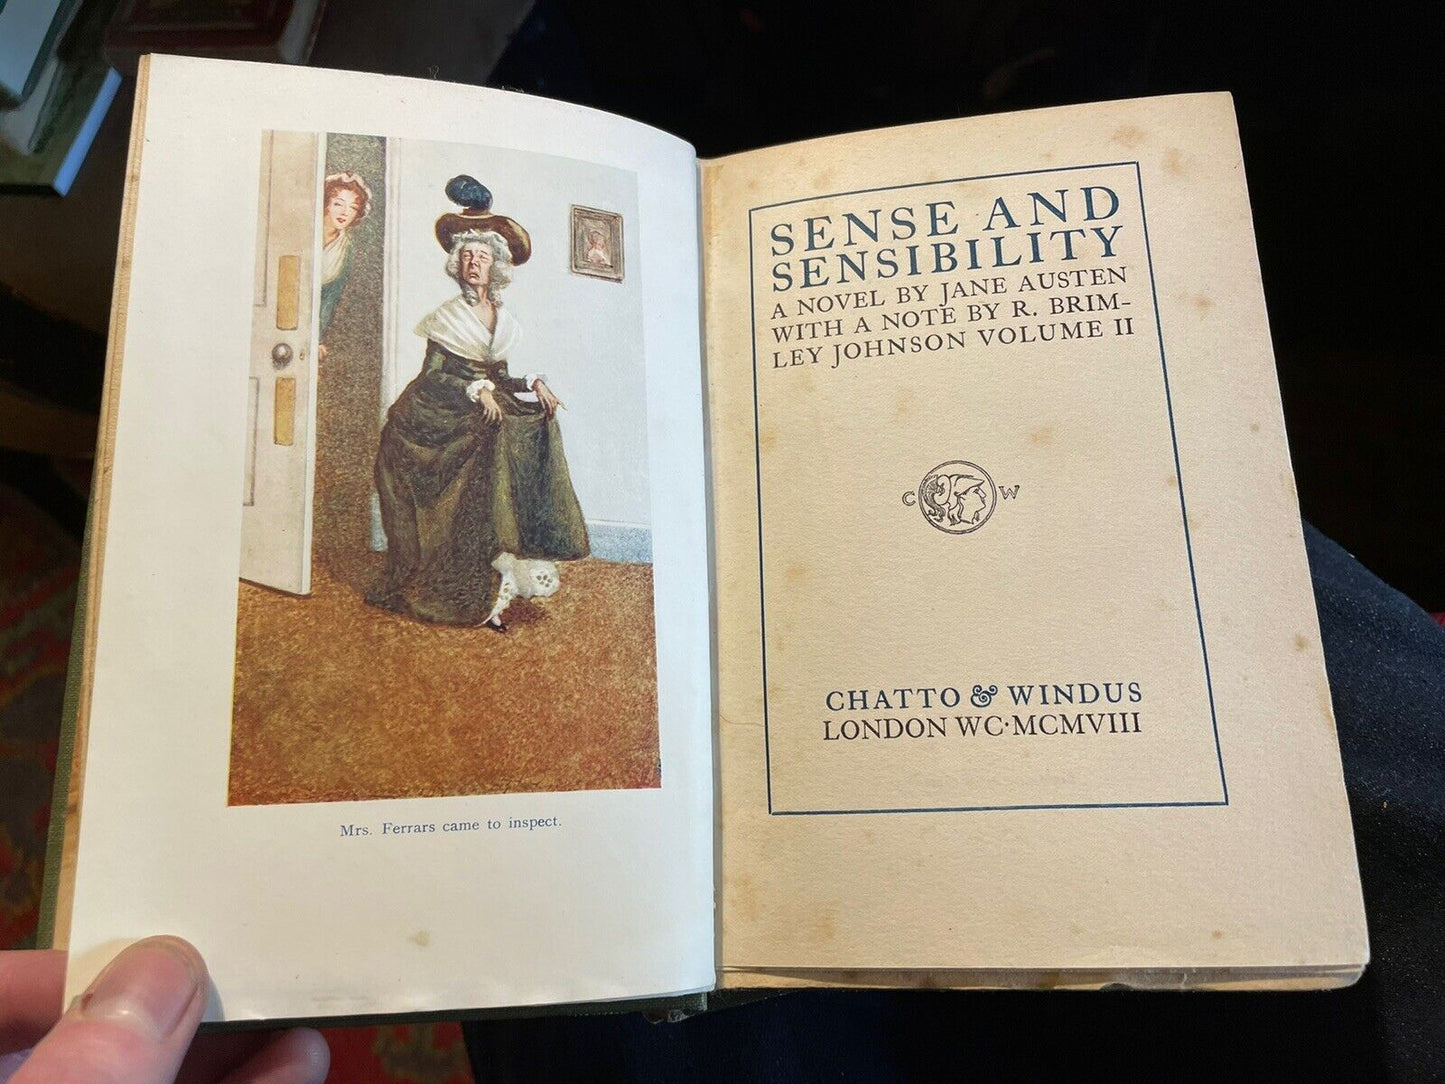 Mrs. Ferrars came to inspect.
SENSE AND
SENSIBILITY
A NOVEL BY JANE AUSTEN
WITH A NOTE BY R. BRIM-
LEY JOHNSON VOLUME II
C W
CHATTO & WINDUS
LONDON WC·MCMVIII